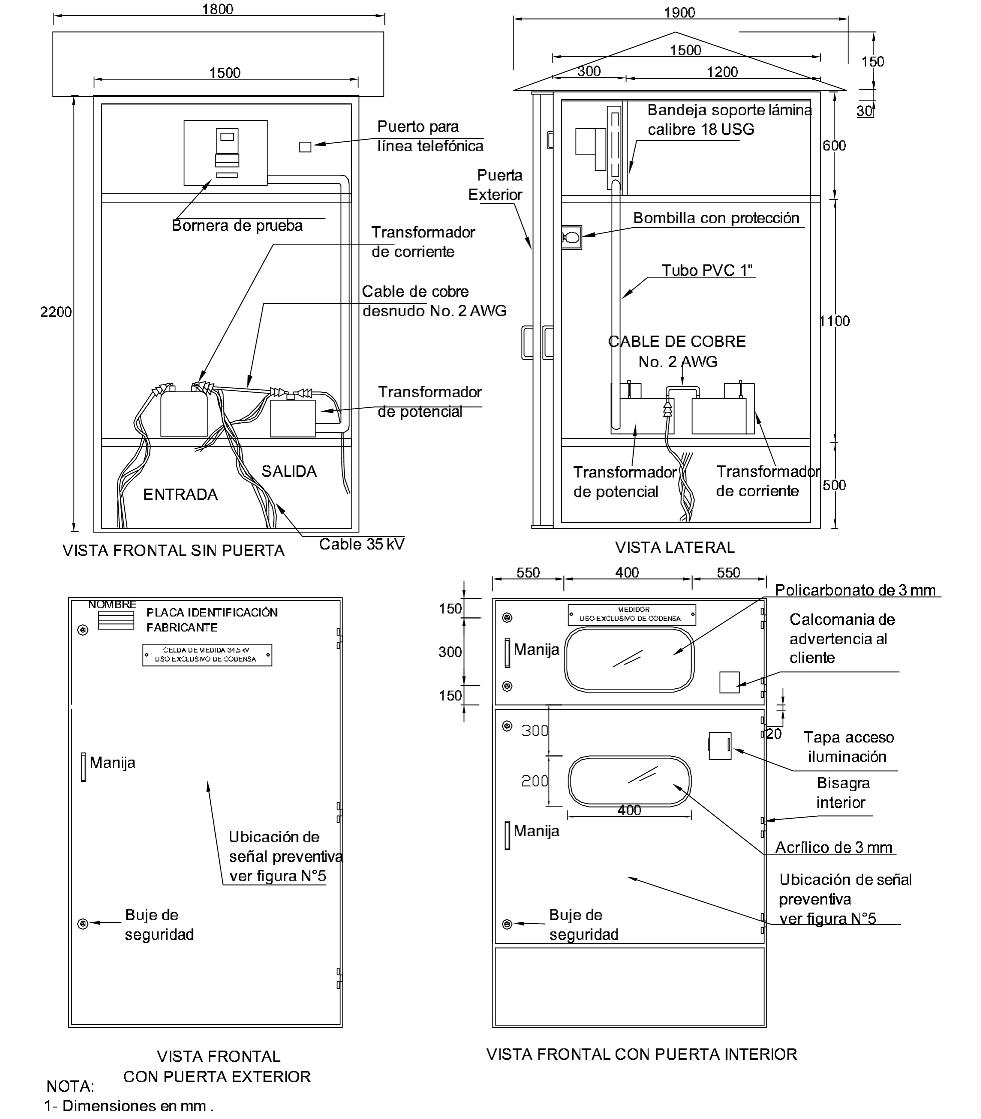 1800
1500
2200
Puerto para
línea telefónica
Bornera de prueba
Transformador
de corriente
Cable de cobre
desnudo No. 2 AWG
Transformador
de potencial
SALIDA
ENTRADA
Cable 35 kV
VISTA FRONTAL SIN PUERTA
1900
1500
300
1200
150
30
600
1100
500
Bandeja soporte lámina
calibre 18 USG
Puerta
Exterior
Bombilla con protección
Tubo PVC 1"
CABLE DE COBRE
No. 2 AWG
Transformador
de potencial
Transformador
de corriente
VISTA LATERAL
NOMBRE
PLACA IDENTIFICACIÓN
FABRICANTE
CELDA DE MEDIDA 34,5 kV
USO EXCLUSIVO DE CODENSA
Manija
Ubicación de
señal preventiva
ver figura N°5
Buje de
seguridad
VISTA FRONTAL
CON PUERTA EXTERIOR
550
400
550
150
300
150
MEDIDOR
USO EXCLUSIVO DE CODENSA
Manija
Policarbonato de 3 mm
Calcomania de
advertencia al
cliente
20
300
200
400
Tapa acceso
iluminación
Bisagra
interior
Manija
Acrílico de 3 mm
Ubicación de señal
preventiva
ver figura N°5
Buje de
seguridad
VISTA FRONTAL CON PUERTA INTERIOR
NOTA:
1- Dimensiones en mm .